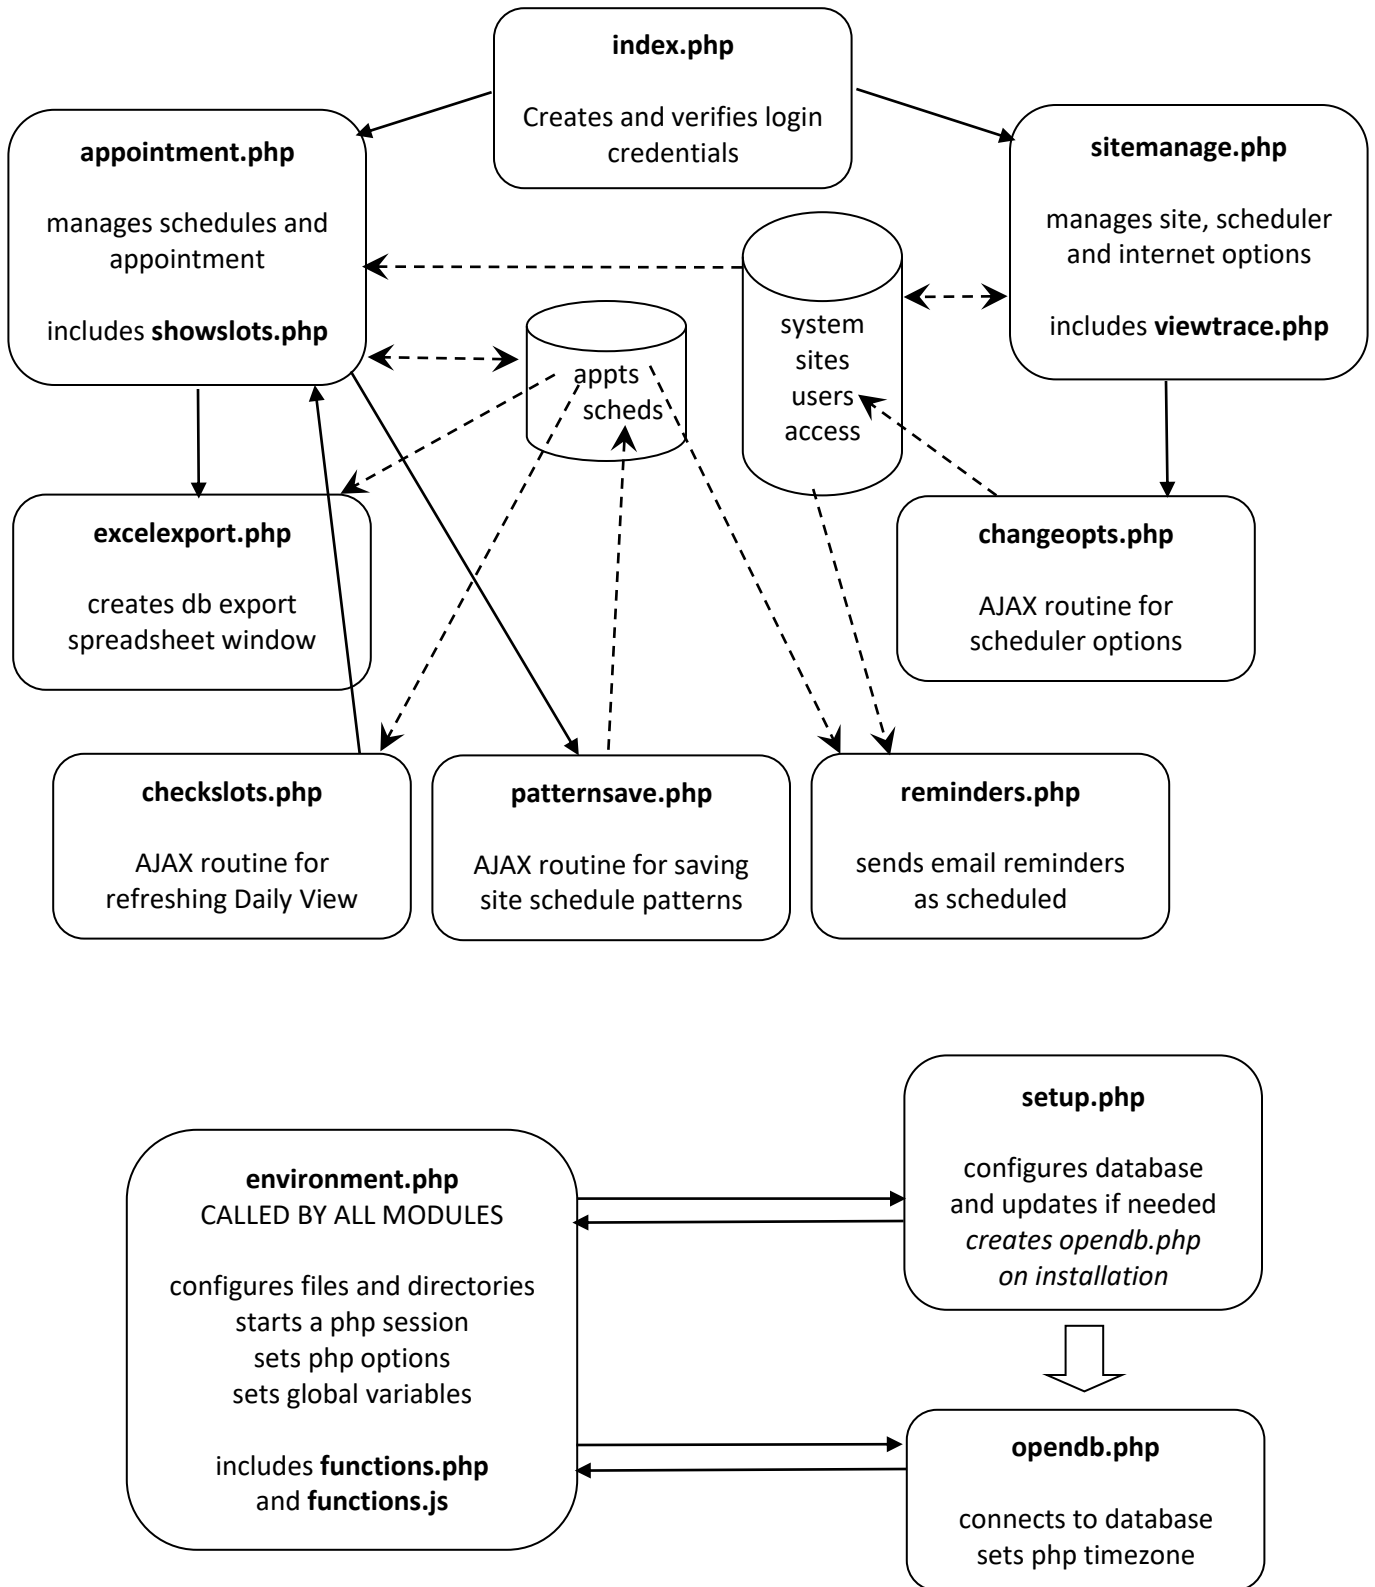 index.php
Creates and verifies login
credentials
appointment.php
manages schedules and
appointment
includes showslots.php
sitemanage.php
manages site, scheduler
and internet options
includes viewtrace.php
system
sites
users
access
appts
scheds
excelexport.php
creates db export
spreadsheet window
changeopts.php
AJAX routine for
scheduler options
checkslots.php
AJAX routine for
refreshing Daily View
patternsave.php
AJAX routine for saving
site schedule patterns
reminders.php
sends email reminders
as scheduled
environment.php
CALLED BY ALL MODULES
configures files and directories
starts a php session
sets php options
sets global variables
includes functions.php
and functions.js
setup.php
configures database
and updates if needed
creates opendb.php
on installation
opendb.php
connects to database
sets php timezone